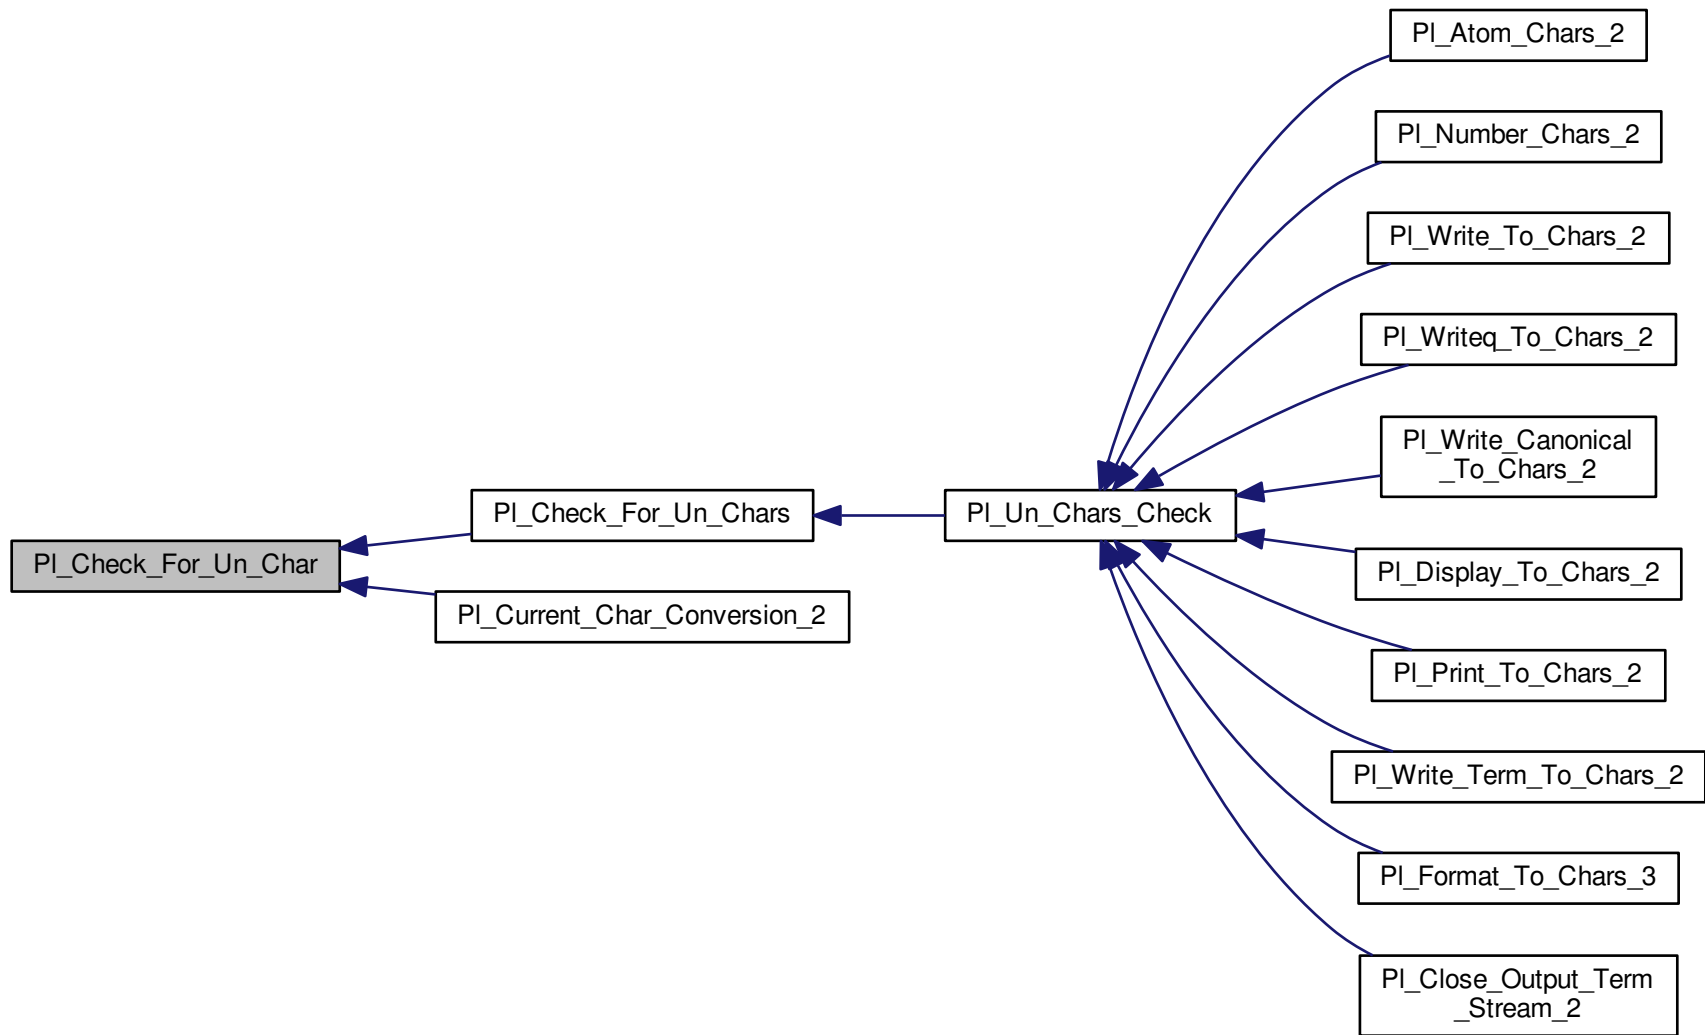 Pl_Atom_Chars_2
Pl_Number_Chars_2
Pl_Write_To_Chars_2
Pl_Writeq_To_Chars_2
Pl_Write_Canonical
_To_Chars_2
Pl_Check_For_Un_Chars
Pl_Un_Chars_Check
Pl_Check_For_Un_Char
Pl_Display_To_Chars_2
Pl_Current_Char_Conversion_2
Pl_Print_To_Chars_2
Pl_Write_Term_To_Chars_2
Pl_Format_To_Chars_3
Pl_Close_Output_Term
_Stream_2